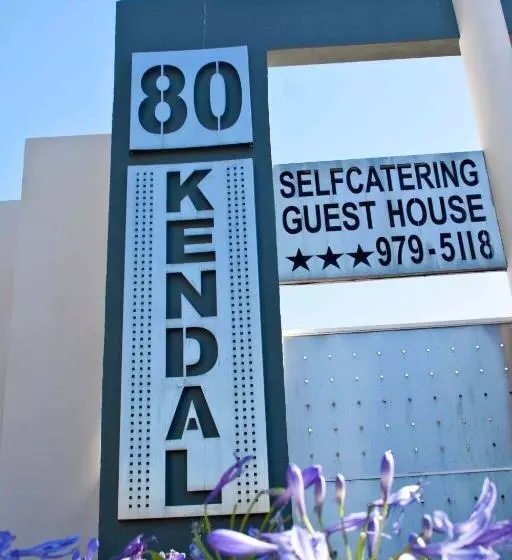 80
KENDAL
SELFCATERING
GUEST HOUSE
★★★979-5118